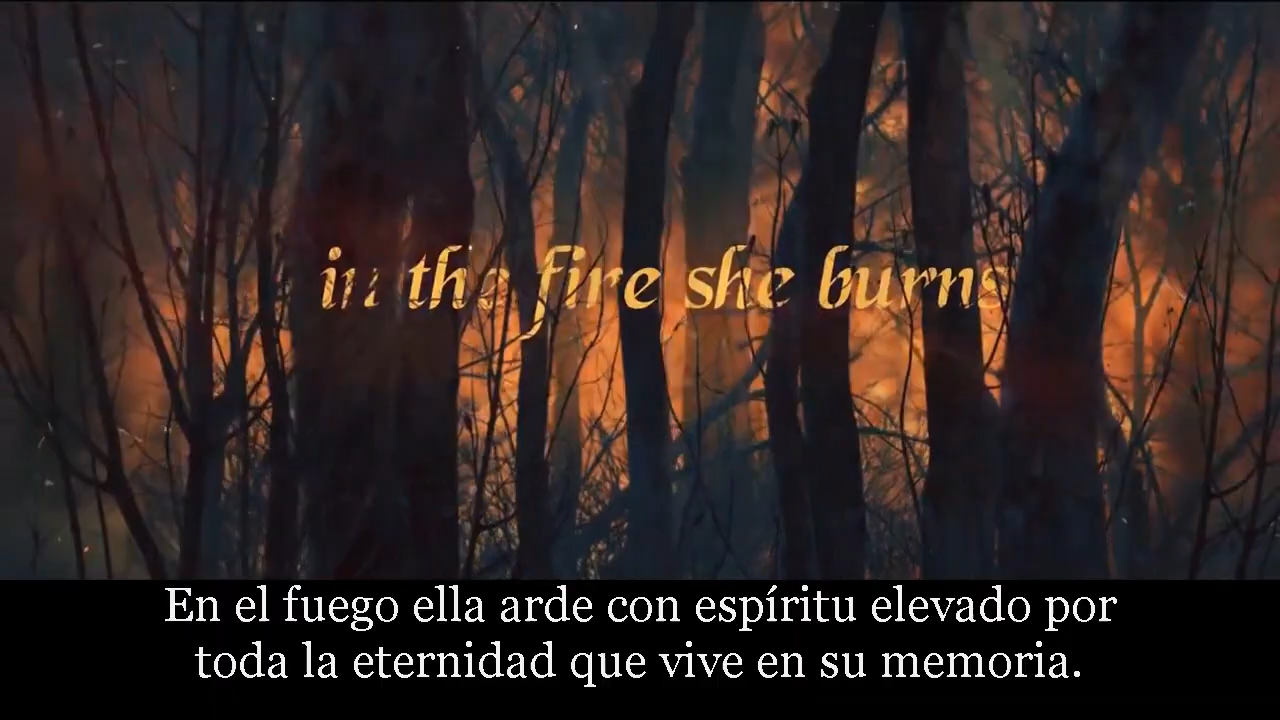 in the fire she burns
En el fuego ella arde con espíritu elevado por
toda la eternidad que vive en su memoria.